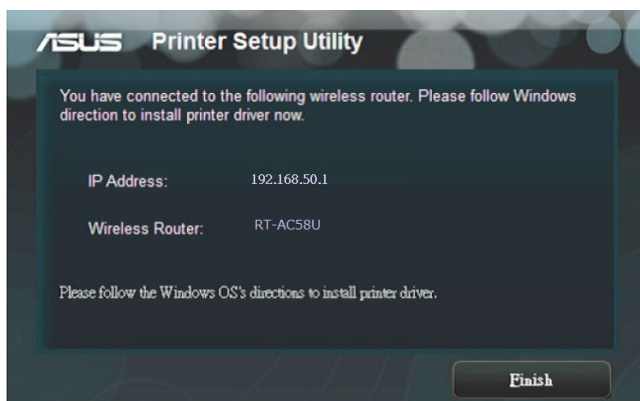 ASUS Printer Setup Utility
You have connected to the following wireless router. Please follow Windows
direction to install printer driver now.
IP Address: 192.168.50.1
Wireless Router: RT-AC58U
Please follow the Windows OS's directions to install printer driver.
Finish